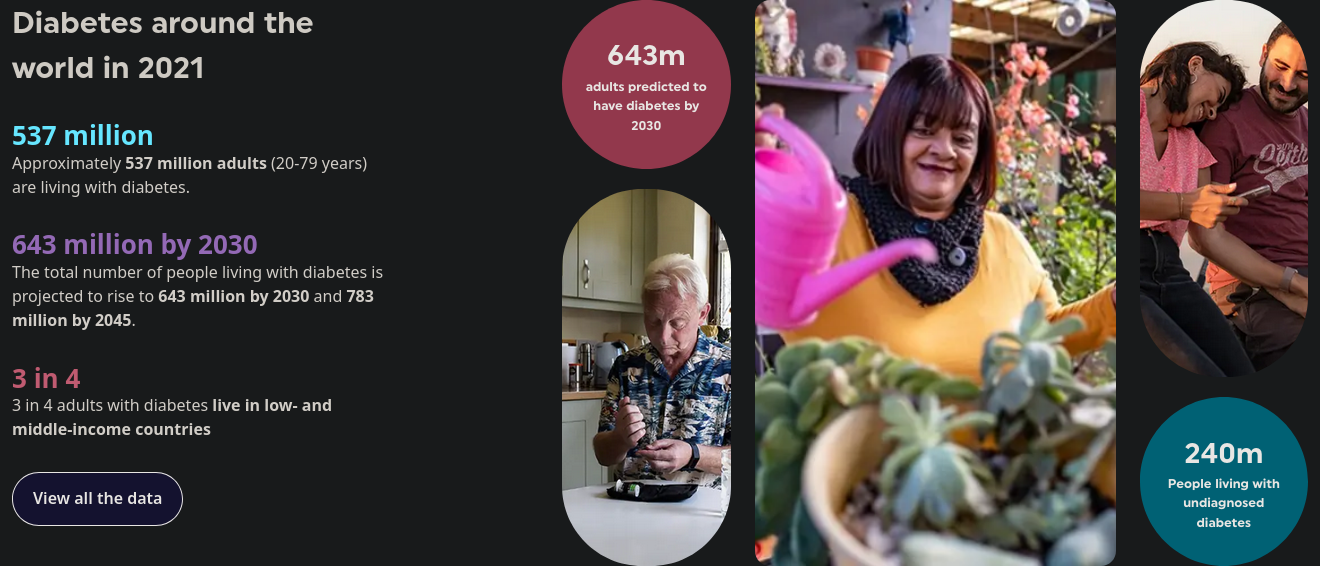 Diabetes around the
world in 2021
537 million
Approximately 537 million adults (20-79 years)
are living with diabetes.
643 million by 2030
The total number of people living with diabetes is
projected to rise to 643 million by 2030 and 783
million by 2045.
3 in 4
3 in 4 adults with diabetes live in low- and
middle-income countries
View all the data
643m
adults predicted to
have diabetes by
2030
240m
People living with
undiagnosed
diabetes